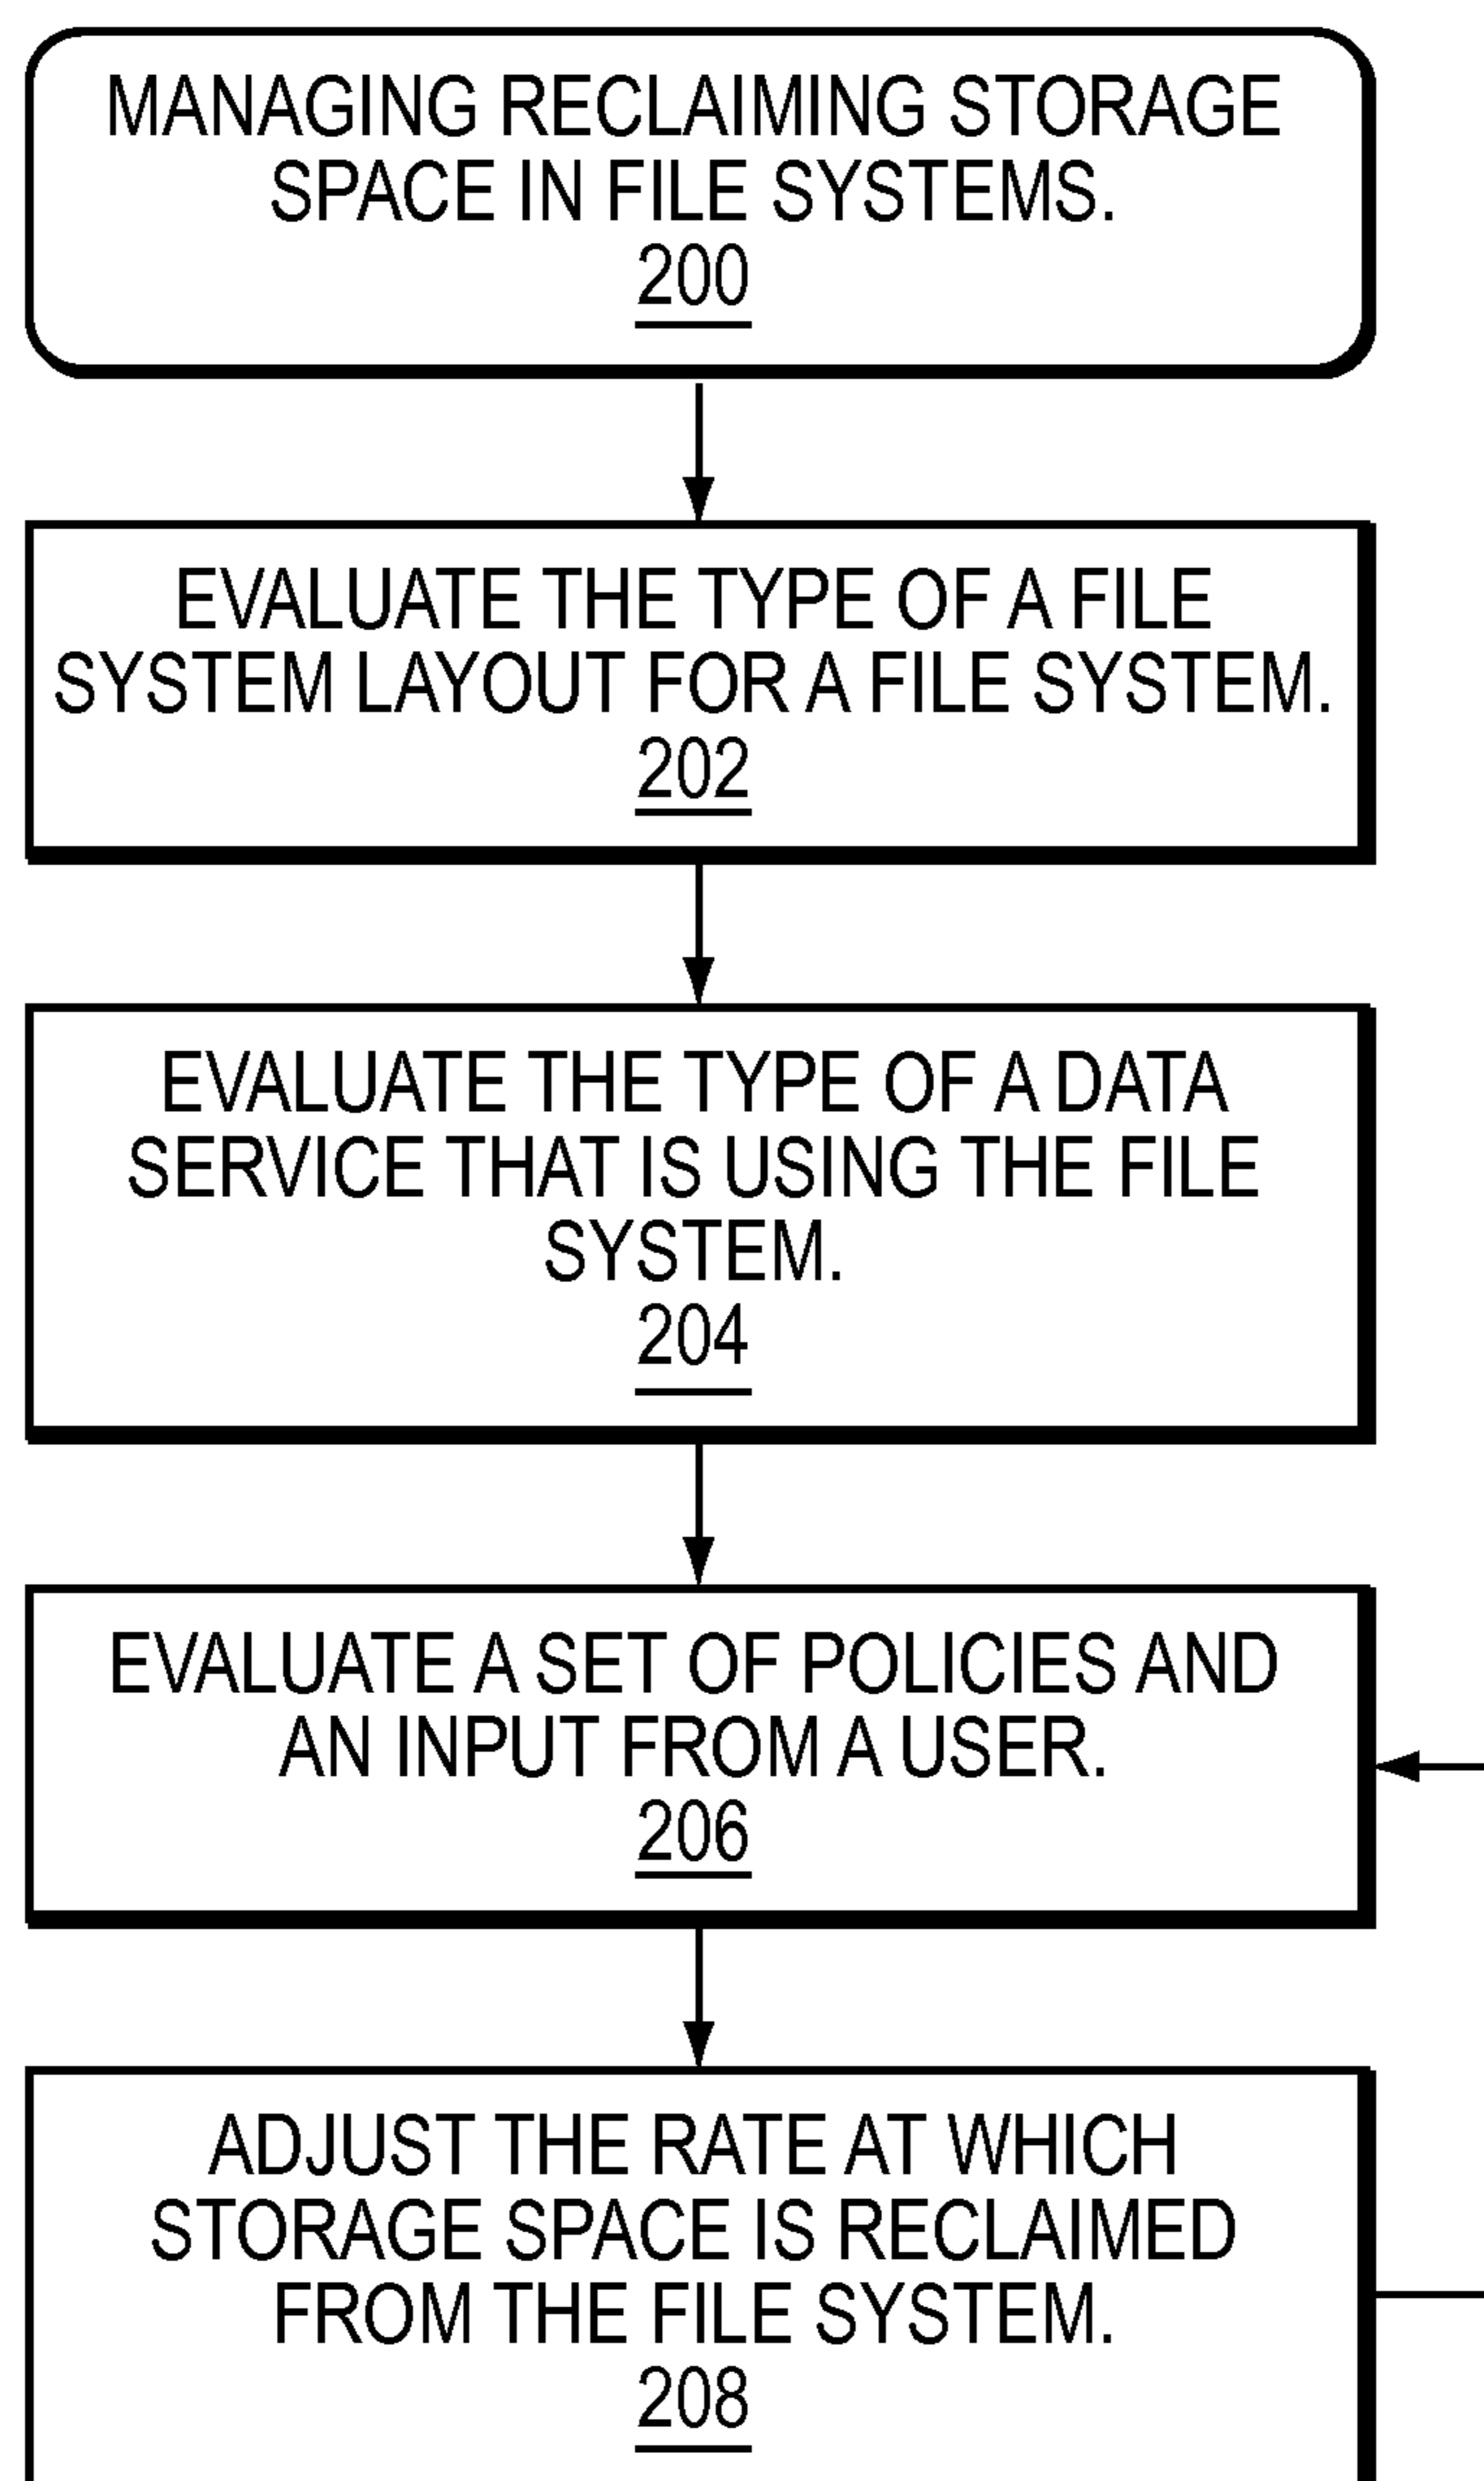 MANAGING RECLAIMING STORAGE
SPACE IN FILE SYSTEMS.
200
EVALUATE THE TYPE OF A FILE
SYSTEM LAYOUT FOR A FILE SYSTEM.
202
EVALUATE THE TYPE OF A DATA
SERVICE THAT IS USING THE FILE
SYSTEM.
204
EVALUATE A SET OF POLICIES AND
AN INPUT FROM A USER.
206
ADJUST THE RATE AT WHICH
STORAGE SPACE IS RECLAIMED
FROM THE FILE SYSTEM.
208